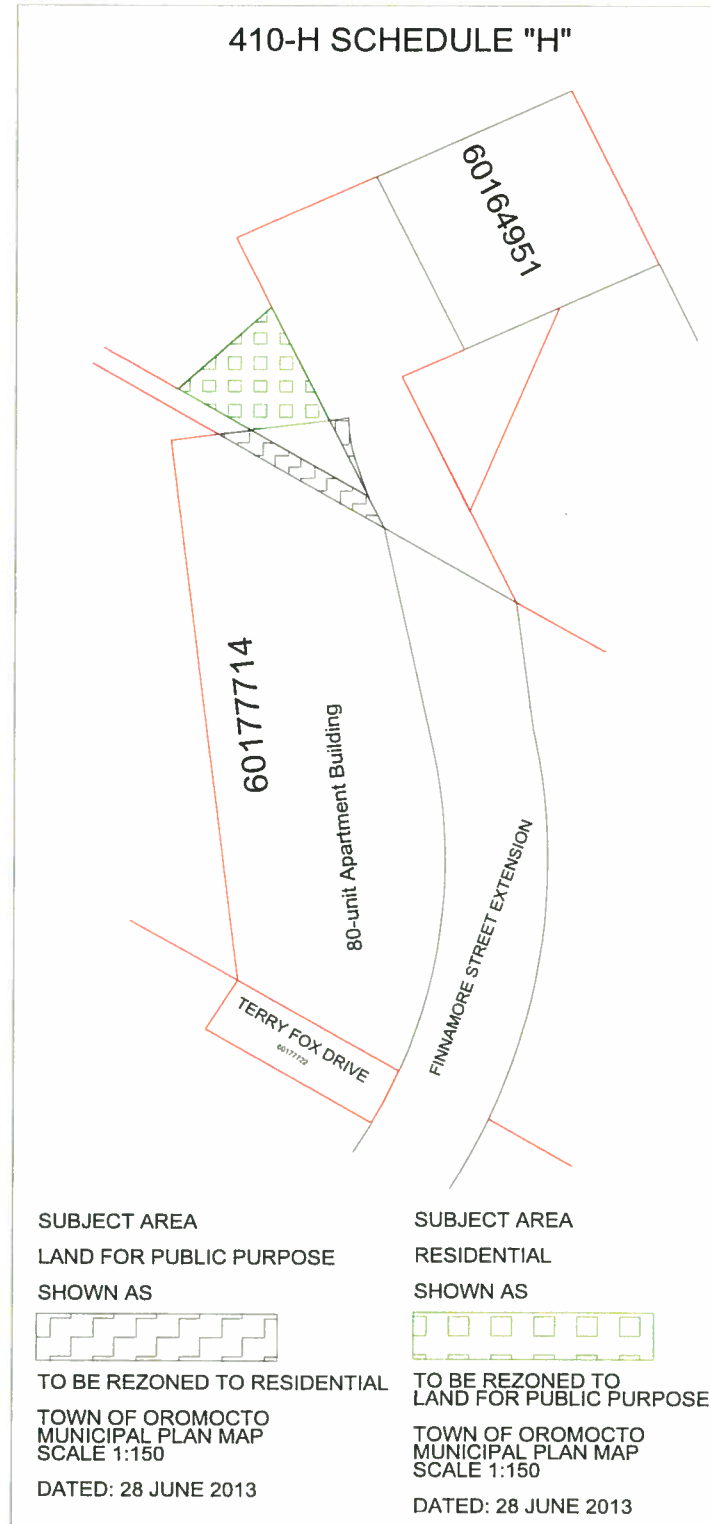 410-H SCHEDULE "H"
60164951
60177714
80-unit Apartment Building
FINNAMORE STREET EXTENSION
TERRY FOX DRIVE
60177722
SUBJECT AREA
LAND FOR PUBLIC PURPOSE
SHOWN AS
TO BE REZONED TO RESIDENTIAL
TOWN OF OROMOCTO
MUNICIPAL PLAN MAP
SCALE 1:150
DATED: 28 JUNE 2013
SUBJECT AREA
RESIDENTIAL
SHOWN AS
TO BE REZONED TO
LAND FOR PUBLIC PURPOSE
TOWN OF OROMOCTO
MUNICIPAL PLAN MAP
SCALE 1:150
DATED: 28 JUNE 2013